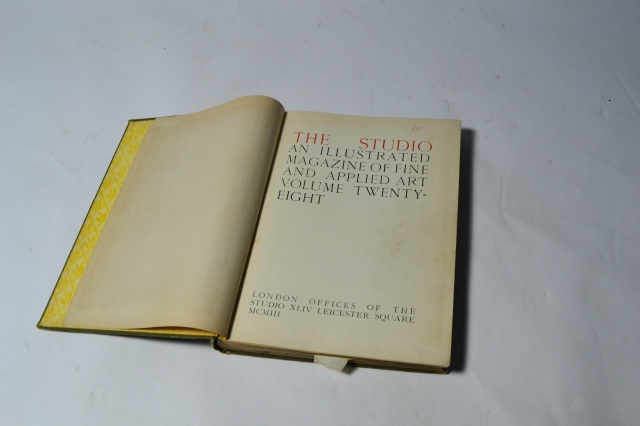 THE STUDIO
AN ILLUSTRATED
MAGAZINE OF FINE
AND APPLIED ART
VOLUME TWENTY-
EIGHT
LONDON OFFICES OF THE
STUDIO XLIV LEICESTER SQUARE
MCMIII